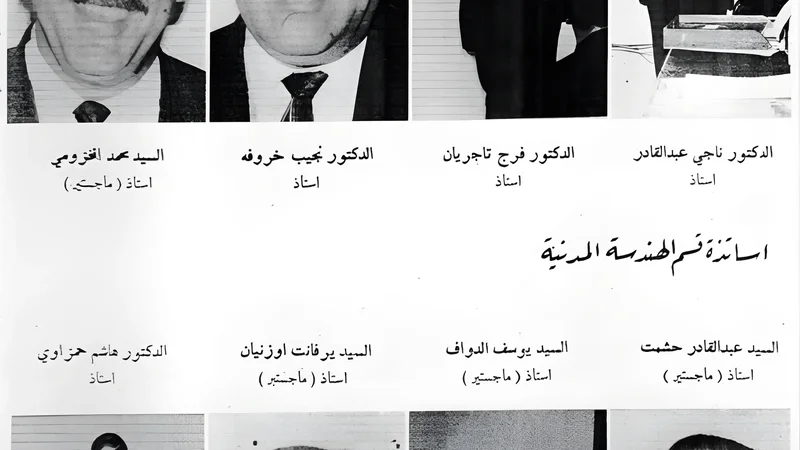 الدكتور ناجي عبدالقادر
استاذ
الدكتور فرج تاجريان
استاذ
الدكتور نجيب خروفه
استاذ
السيد محمد المخزومي
استاذ ( ماجستير )
اساتذة قسم الهندسة المدنية
السيد عبدالقادر حشمت
استاذ ( ماجستير )
السيد يوسف الدواف
استاذ ( ماجستير )
السيد يرفانت اوزنيان
استاذ ( ماجستير )
الدكتور هاشم حمزاوي
استاذ